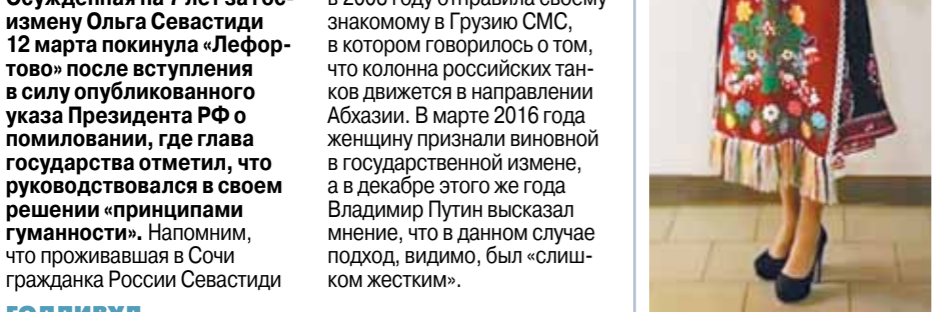 Осужденная на 7 лет за гос-
измену Ольга Севастиди
12 марта покинула «Лефор-
тово» после вступления
в силу опубликованного
указа Президента РФ о
помиловании, где глава
государства отметил, что
руководствовался в своем
решении «принципами
гуманности». Напомним,
что проживавшая в Сочи
гражданка России Севастиди
в 2008 году отправила своему
знакомому в Грузию СМС,
в котором говорилось о том,
что колонна российских тан-
ков движется в направлении
Абхазии. В марте 2016 года
женщину признали виновной
в государственной измене,
а в декабре этого же года
Владимир Путин высказал
мнение, что в данном случае
подход, видимо, был «слиш-
ком жестким».